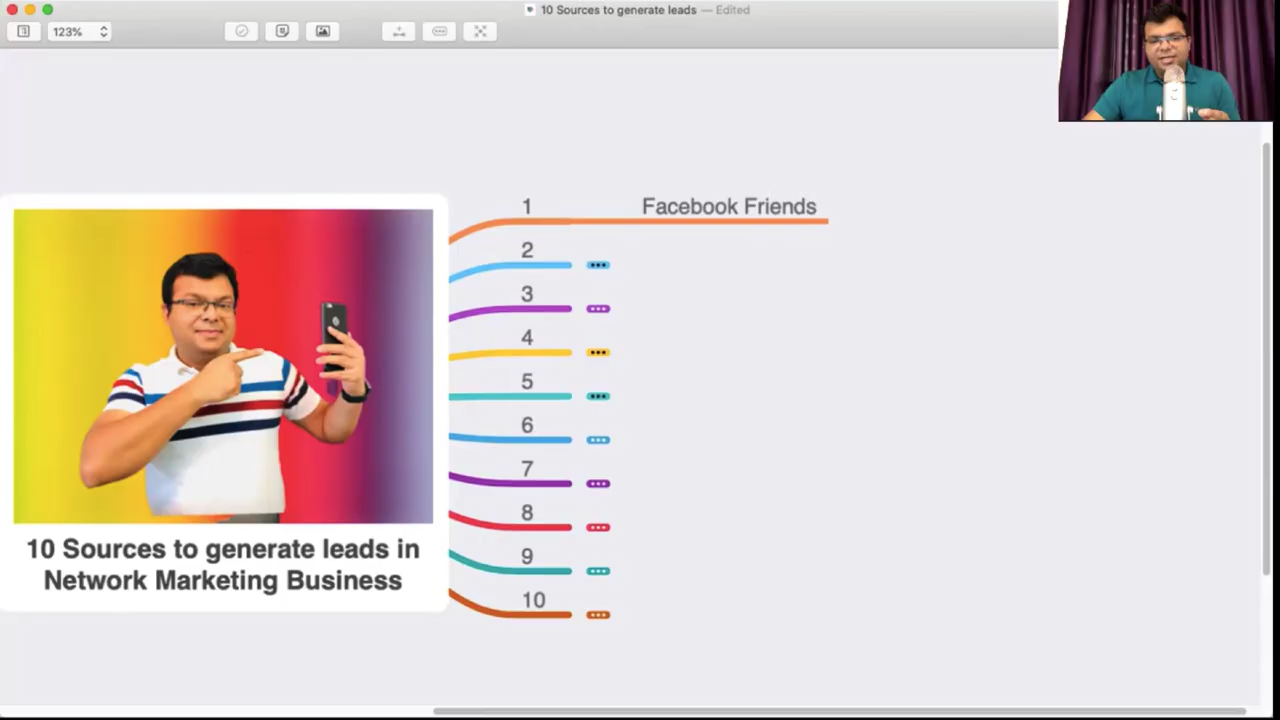 10 Sources to generate leads — Edited
123%
1 Facebook Friends
2
3
4
5
6
7
8
9
10
10 Sources to generate leads in
Network Marketing Business